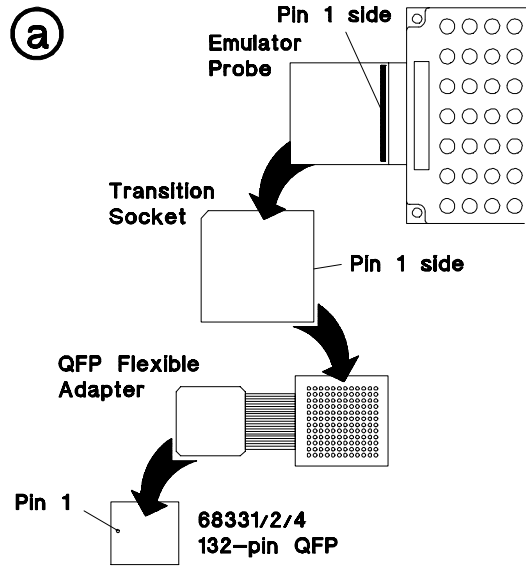 a
Pin 1 side
Emulator
Probe
Transition
Socket
Pin 1 side
QFP Flexible
Adapter
Pin 1
68331/2/4
132-pin QFP